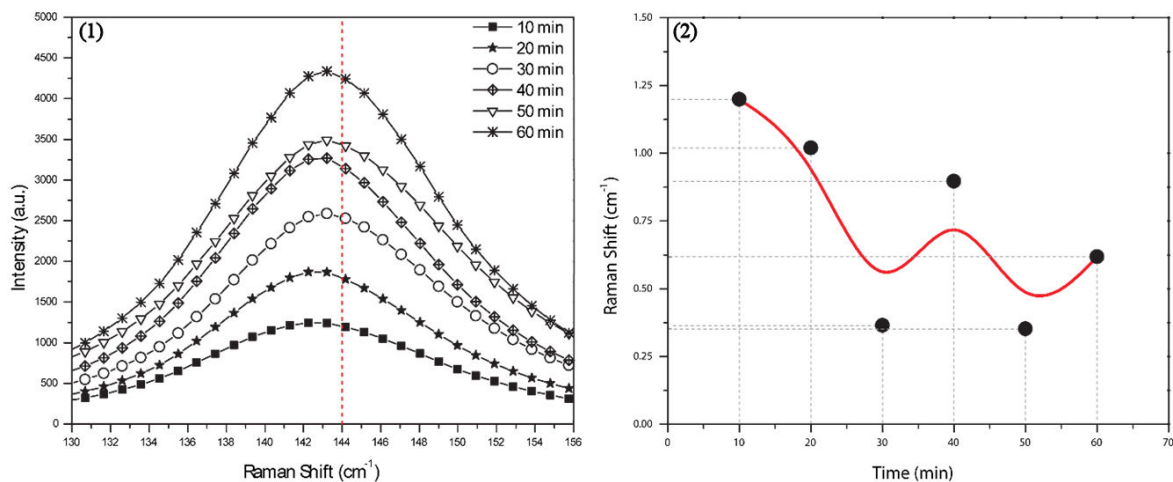 (1)
10 min
20 min
30 min
40 min
50 min
60 min
5000
4500
4000
3500
3000
2500
2000
1500
1000
500
0
Intensity (a.u.)
130 132 134 136 138 140 142 144 146 148 150 152 154 156
Raman Shift (cm⁻¹)
(2)
1.50
1.25
1.00
0.75
0.50
0.25
0.00
Raman Shift (cm⁻¹)
0 10 20 30 40 50 60 70
Time (min)